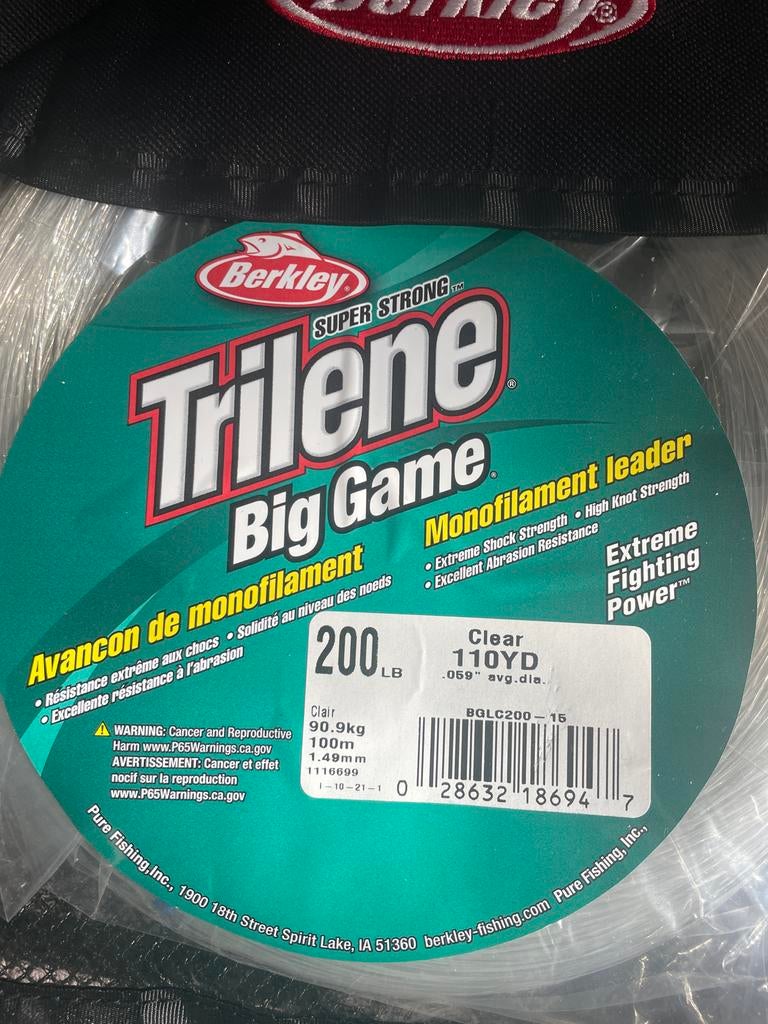 Berkley®
Berkley®
SUPER STRONG™
Trilene®
Big Game®
Monofilament leader
• Extreme Shock Strength • High Knot Strength
• Excellent Abrasion Resistance
Extreme
Fighting
Power™
Avancon de monofilament
• Résistance extrême aux chocs • Solidité au niveau des noeds
• Excellente résistance à l'abrasion
200LB
Clear
110YD
.059" avg.dia.
Clair
90.9kg
100m
1.49mm
1116699
1-10-21-1
BGLC200-15
0 28632 18694 7
WARNING: Cancer and Reproductive
Harm www.P65Warnings.ca.gov
AVERTISSEMENT: Cancer et effet
nocif sur la reproduction
www.P65Warnings.ca.gov
Pure Fishing,Inc., 1900 18th Street Spirit Lake, IA 51360 berkley-fishing.com Pure Fishing, Inc.,